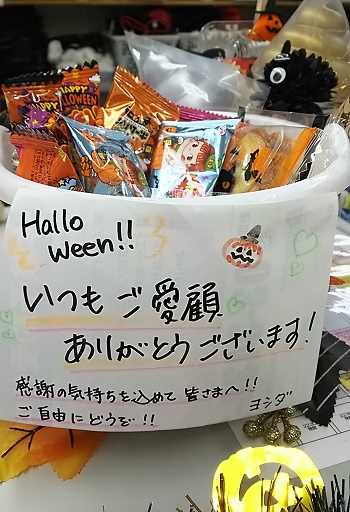 HAPPY
HALLOWEEN
Hallo
ween!!
いつもご愛顧
ありがとうございます!
感謝の気持ちを込めて 皆さまへ!!
ご自由にどうぞ!! ヨシダ